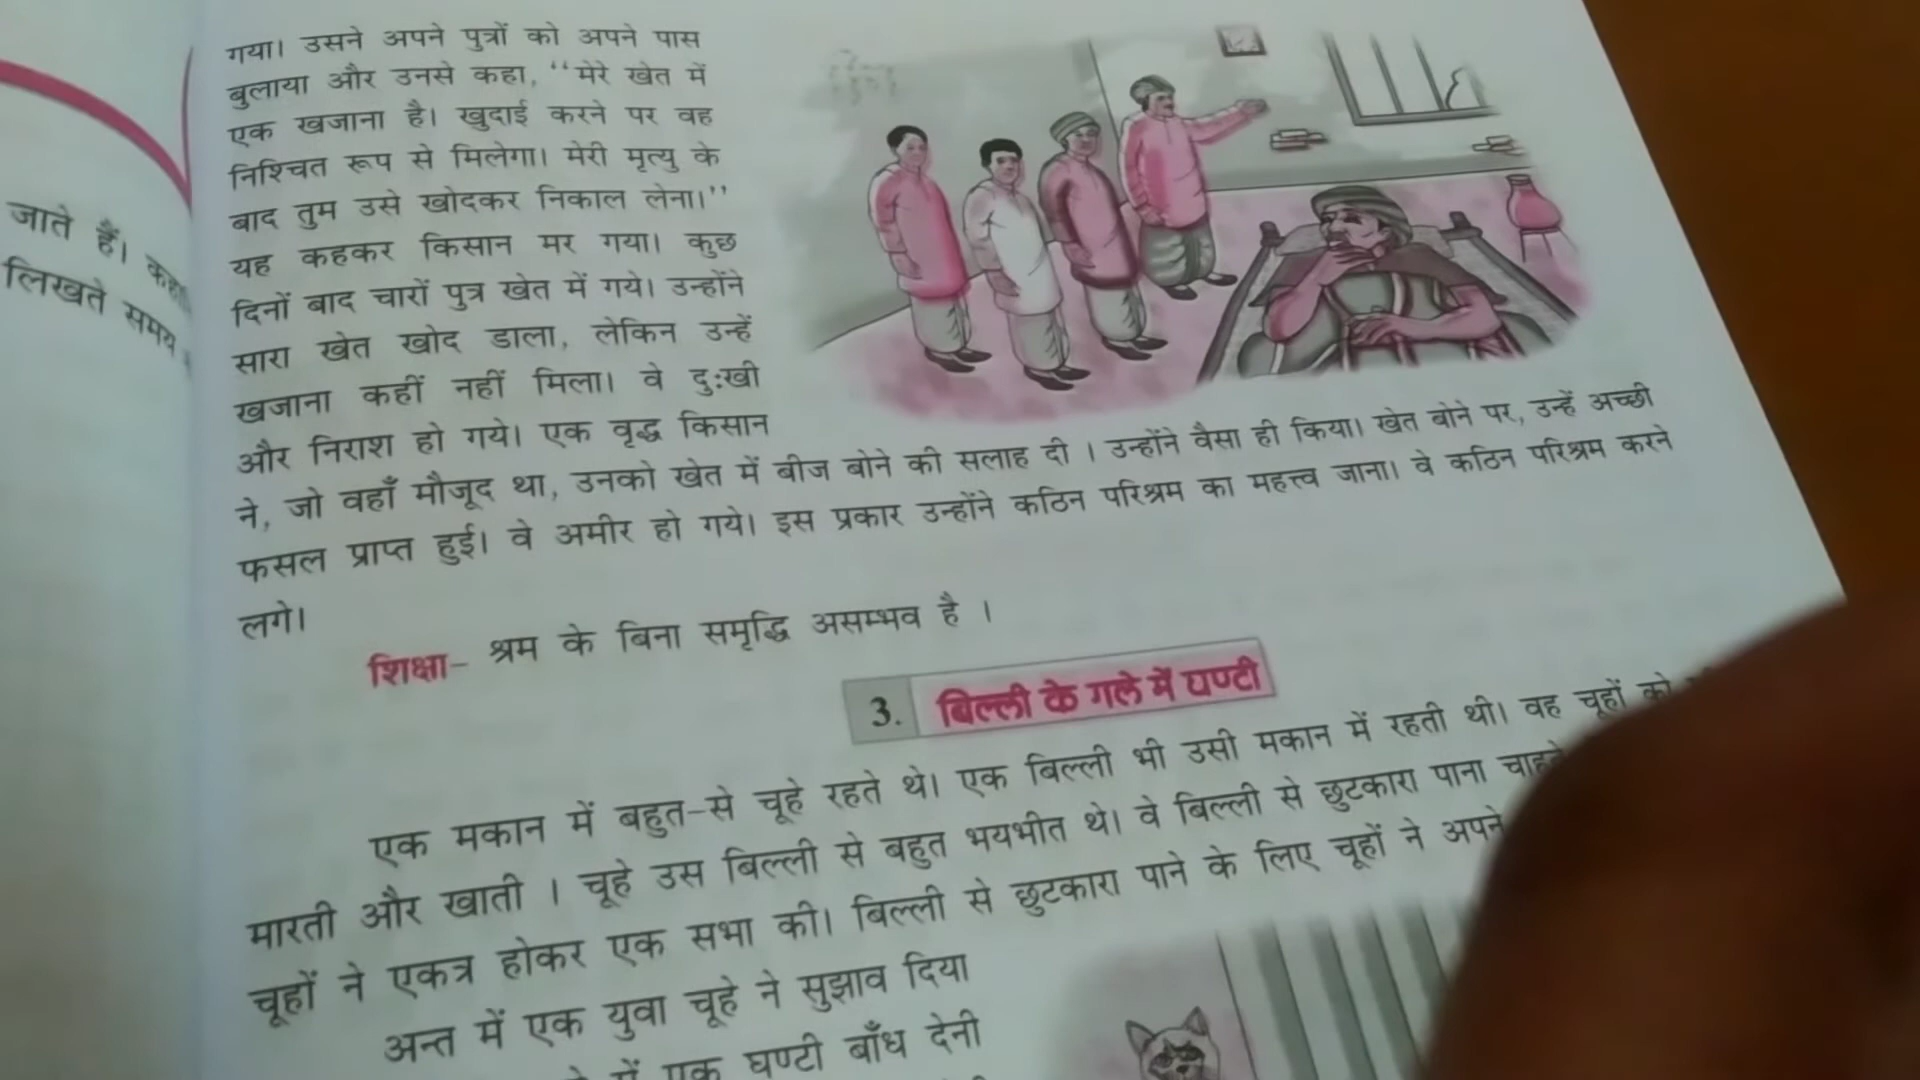 जाते हैं।
लिखते समय
गया। उसने अपने पुत्रों को अपने पास
बुलाया और उनसे कहा, “मेरे खेत में
एक खजाना है। खुदाई करने पर वह
निश्चित रूप से मिलेगा। मेरी मृत्यु के
बाद तुम उसे खोदकर निकाल लेना।”
यह कहकर किसान मर गया। कुछ
दिनों बाद चारों पुत्र खेत में गये। उन्होंने
सारा खेत खोद डाला, लेकिन उन्हें
खजाना कहीं नहीं मिला। वे दुःखी
और निराश हो गये। एक वृद्ध किसान
ने, जो वहाँ मौजूद था, उनको खेत में बीज बोने की सलाह दी । उन्होंने वैसा ही किया। खेत बोने पर, उन्हें अच्छी
फसल प्राप्त हुई। वे अमीर हो गये। इस प्रकार उन्होंने कठिन परिश्रम का महत्त्व जाना। वे कठिन परिश्रम करने
लगे।
शिक्षा- श्रम के बिना समृद्धि असम्भव है ।
3. बिल्ली के गले में घण्टी
एक मकान में बहुत-से चूहे रहते थे। एक बिल्ली भी उसी मकान में रहती थी। वह चूहों को
मारती और खाती । चूहे उस बिल्ली से बहुत भयभीत थे। वे बिल्ली से छुटकारा पाना चाहते
चूहों ने एकत्र होकर एक सभा की। बिल्ली से छुटकारा पाने के लिए चूहों ने अपने
अन्त में एक युवा चूहे ने सुझाव दिया
में एक घण्टी बाँध देनी